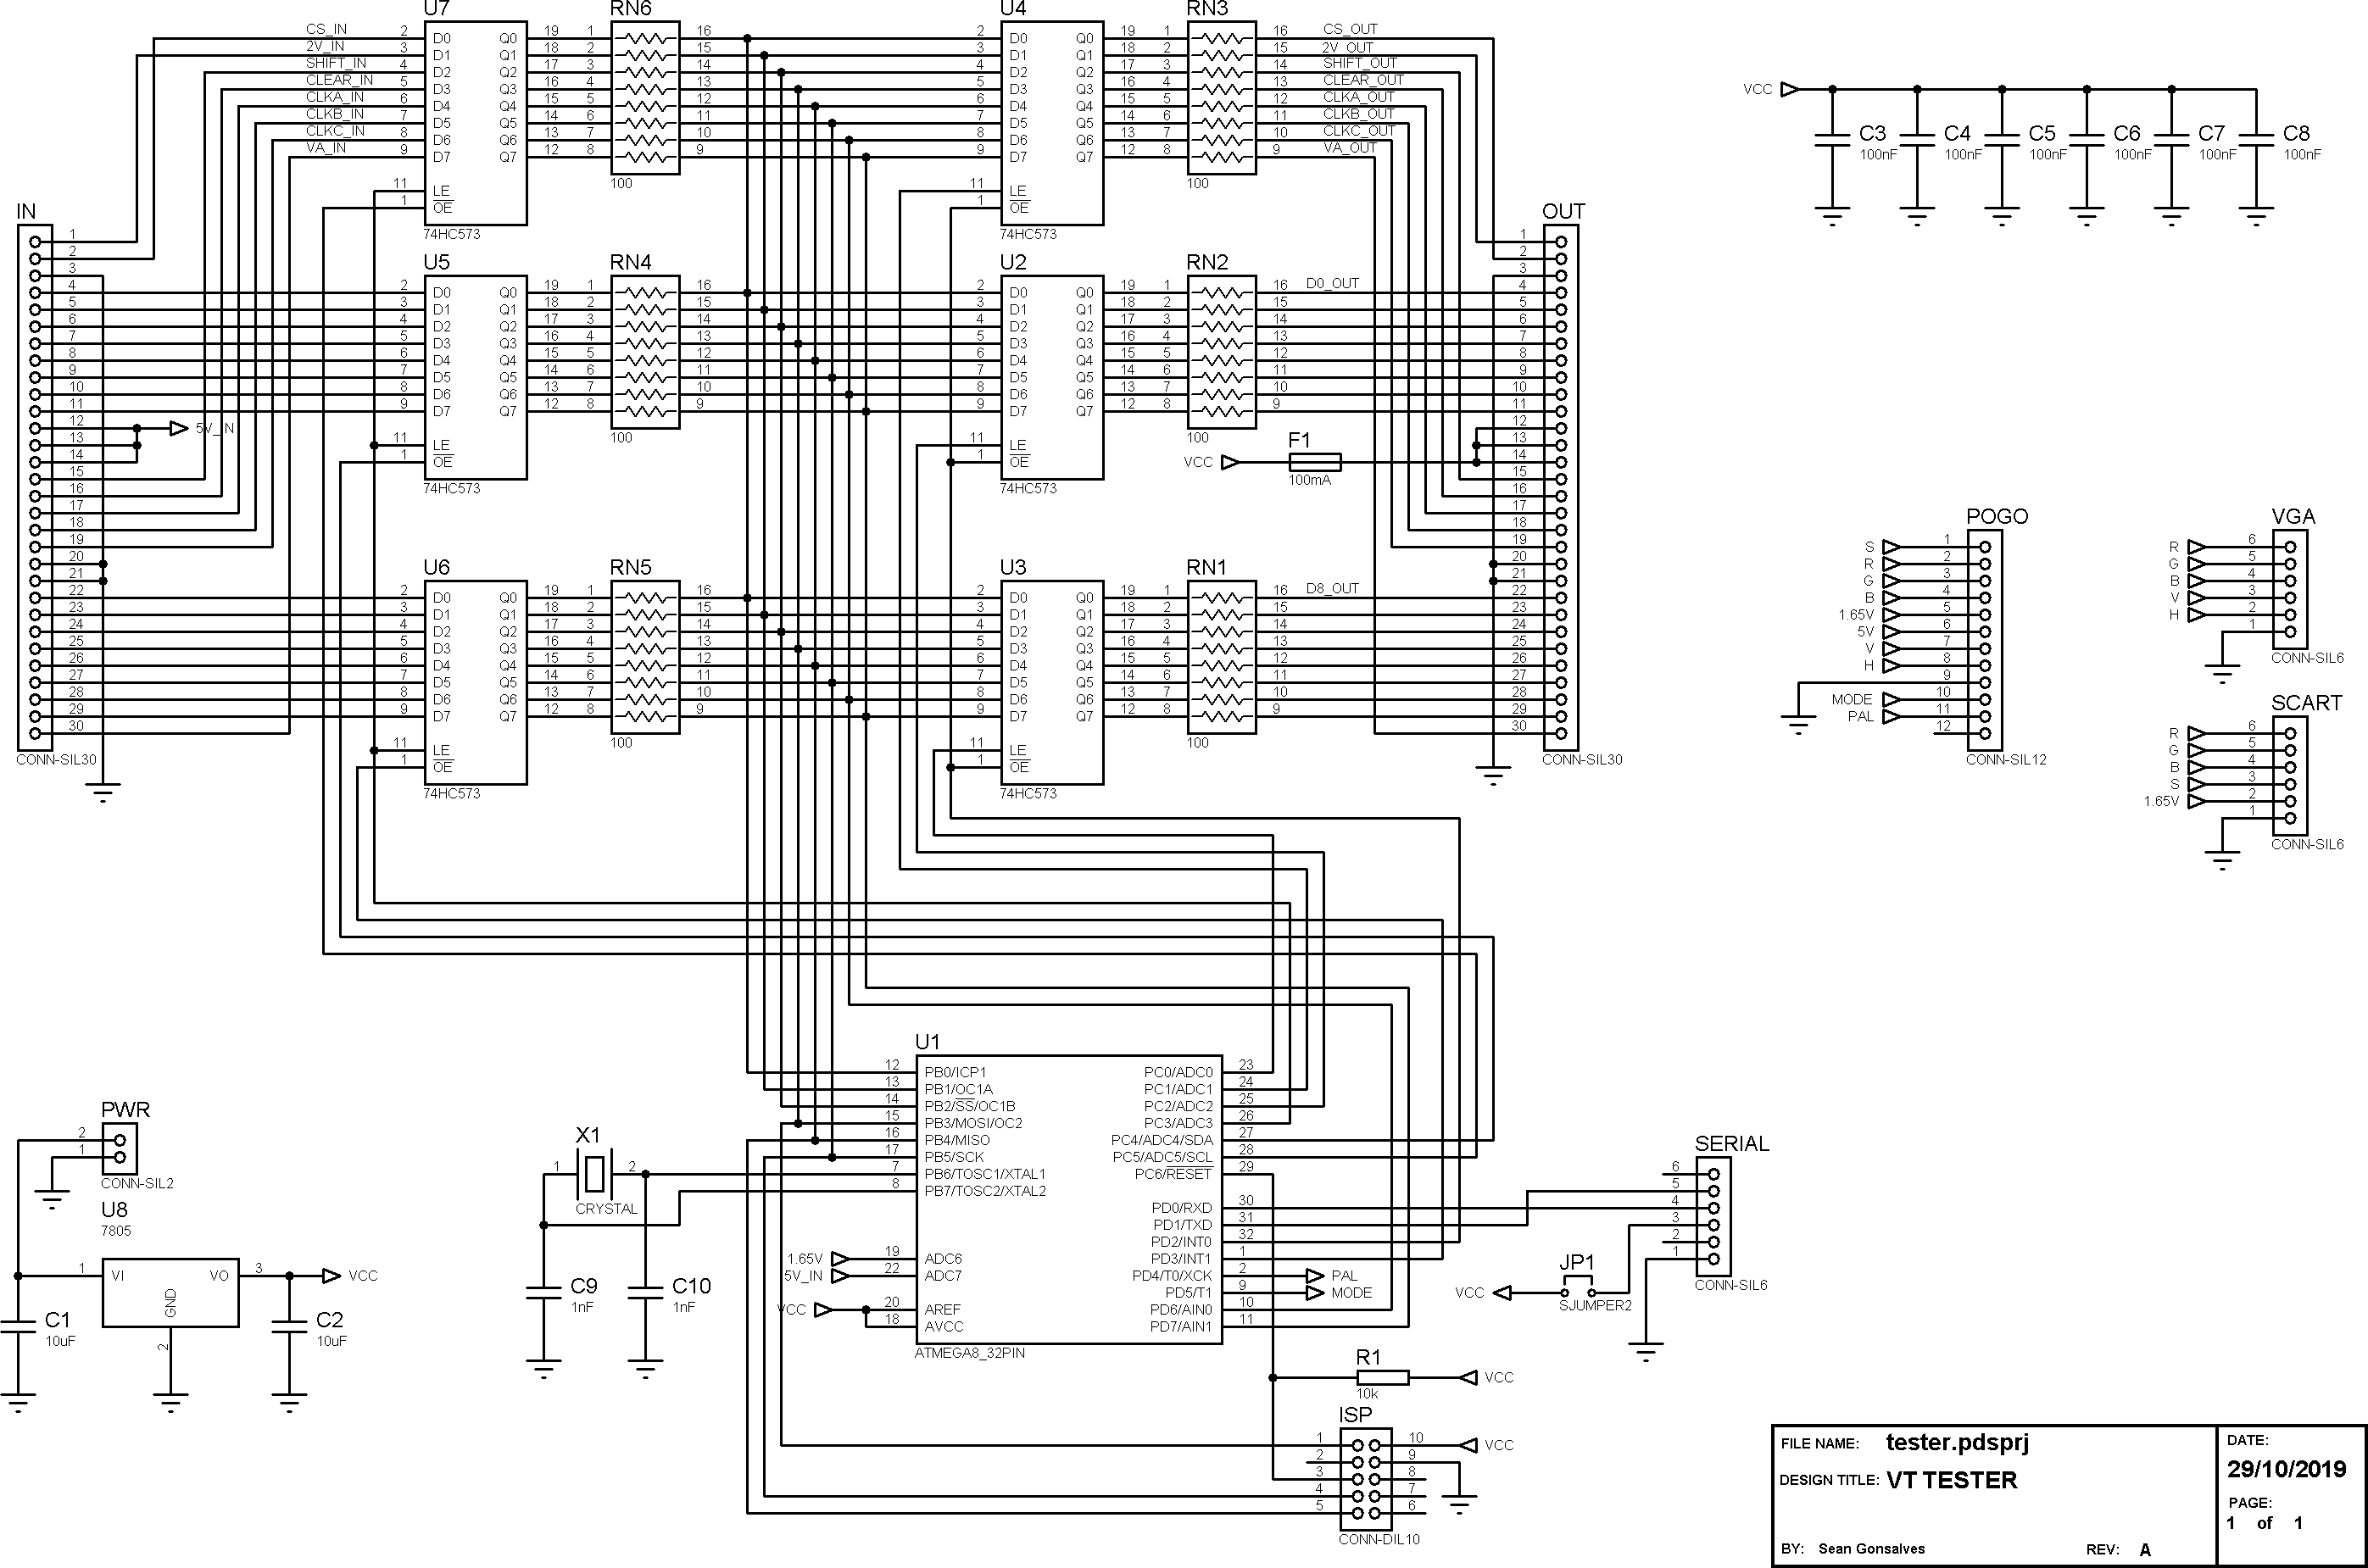 U7 RN6 U4 RN3
CS_IN 2 D0 Q0 19 1 16 2 D0 Q0 19 1 16 CS_OUT
2V_IN 3 D1 Q1 18 2 15 3 D1 Q1 18 2 15 2V_OUT
SHIFT_IN 4 D2 Q2 17 3 14 4 D2 Q2 17 3 14 SHIFT_OUT
CLEAR_IN 5 D3 Q3 16 4 13 5 D3 Q3 16 4 13 CLEAR_OUT
CLKA_IN 6 D4 Q4 15 5 12 6 D4 Q4 15 5 12 CLKA_OUT
CLKB_IN 7 D5 Q5 14 6 11 7 D5 Q5 14 6 11 CLKB_OUT
CLKC_IN 8 D6 Q6 13 7 10 8 D6 Q6 13 7 10 CLKC_OUT
VA_IN 9 D7 Q7 12 8 9 9 D7 Q7 12 8 9 VA_OUT
11 LE 100 11 LE 100
1 OE 1 OE
74HC573 74HC573
VCC
C3 C4 C5 C6 C7 C8
100nF 100nF 100nF 100nF 100nF 100nF
IN
1
2
3
4
5
6
7
8
9
10
11
12 5V_IN
13
14
15
16
17
18
19
20
21
22
23
24
25
26
27
28
29
30
CONN-SIL30
U5 RN4 U2 RN2
2 D0 Q0 19 1 16 2 D0 Q0 19 1 16 D0_OUT
3 D1 Q1 18 2 15 3 D1 Q1 18 2 15
4 D2 Q2 17 3 14 4 D2 Q2 17 3 14
5 D3 Q3 16 4 13 5 D3 Q3 16 4 13
6 D4 Q4 15 5 12 6 D4 Q4 15 5 12
7 D5 Q5 14 6 11 7 D5 Q5 14 6 11
8 D6 Q6 13 7 10 8 D6 Q6 13 7 10
9 D7 Q7 12 8 9 9 D7 Q7 12 8 9
11 LE 100 11 LE 100
1 OE 1 OE
74HC573 74HC573
F1
VCC
100mA
U6 RN5 U3 RN1
2 D0 Q0 19 1 16 2 D0 Q0 19 1 16 D8_OUT
3 D1 Q1 18 2 15 3 D1 Q1 18 2 15
4 D2 Q2 17 3 14 4 D2 Q2 17 3 14
5 D3 Q3 16 4 13 5 D3 Q3 16 4 13
6 D4 Q4 15 5 12 6 D4 Q4 15 5 12
7 D5 Q5 14 6 11 7 D5 Q5 14 6 11
8 D6 Q6 13 7 10 8 D6 Q6 13 7 10
9 D7 Q7 12 8 9 9 D7 Q7 12 8 9
11 LE 100 11 LE 100
1 OE 1 OE
74HC573 74HC573
OUT
1
2
3
4
5
6
7
8
9
10
11
12
13
14
15
16
17
18
19
20
21
22
23
24
25
26
27
28
29
30
CONN-SIL30
POGO
S 1
R 2
G 3
B 4
1.65V 5
5V 6
V 7
H 8
9
MODE 10
PAL 11
12
CONN-SIL12
VGA
R 6
G 5
B 4
V 3
H 2
1
CONN-SIL6
SCART
R 6
G 5
B 4
S 3
1.65V 2
1
CONN-SIL6
PWR
2
1
CONN-SIL2
U8
7805
1 VI VO 3 VCC
GND
2
C1
10uF
C2
10uF
X1
1 2
CRYSTAL
C9
1nF
C10
1nF
U1
12 PB0/ICP1 PC0/ADC0 23
13 PB1/OC1A PC1/ADC1 24
14 PB2/SS/OC1B PC2/ADC2 25
15 PB3/MOSI/OC2 PC3/ADC3 26
16 PB4/MISO PC4/ADC4/SDA 27
17 PB5/SCK PC5/ADC5/SCL 28
7 PB6/TOSC1/XTAL1 PC6/RESET 29
8 PB7/TOSC2/XTAL2
PD0/RXD 30
PD1/TXD 31
PD2/INT0 32
1.65V 19 ADC6 PD3/INT1 1
5V_IN 22 ADC7 PD4/T0/XCK 2 PAL
PD5/T1 9 MODE
VCC 20 AREF PD6/AIN0 10
18 AVCC PD7/AIN1 11
ATMEGA8_32PIN
SERIAL
6
5
4
3
2
1
CONN-SIL6
JP1
VCC
SJUMPER2
R1
VCC
10k
ISP
1 10 VCC
2 9
3 8
4 7
5 6
CONN-DIL10
FILE NAME: tester.pdsprj
DESIGN TITLE: VT TESTER
BY: Sean Gonsalves REV: A
DATE:
29/10/2019
PAGE:
1 of 1